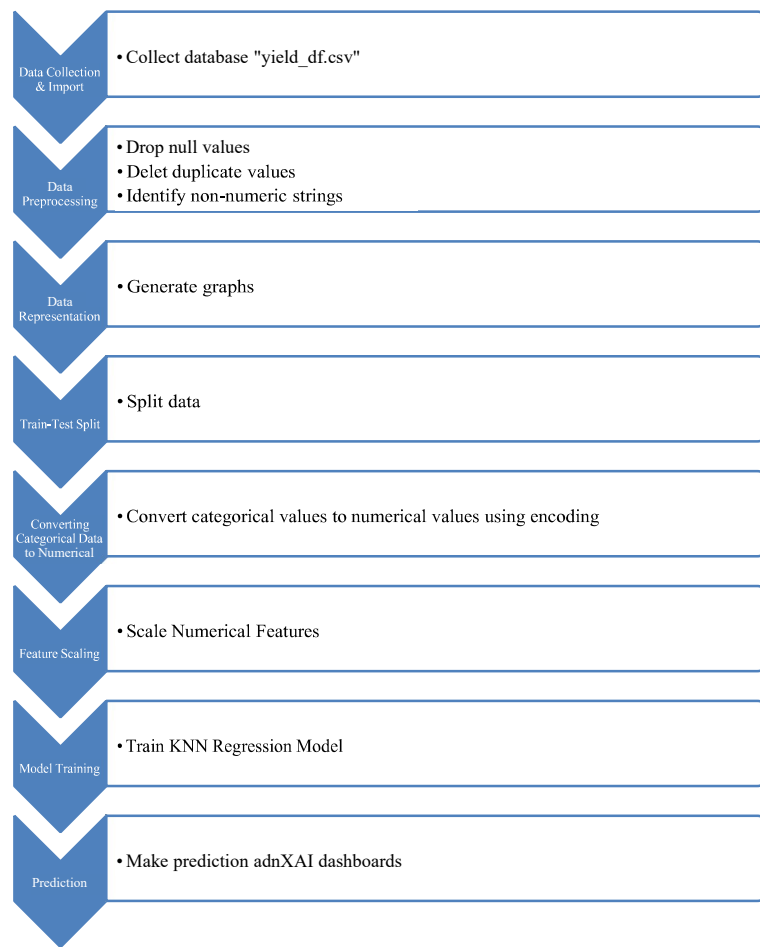 Data Collection
& Import
• Collect database "yield_df.csv"
Data
Preprocessing
• Drop null values
• Delet duplicate values
• Identify non-numeric strings
Data
Representation
• Generate graphs
Train-Test Split
• Split data
Converting
Categorical Data
to Numerical
• Convert categorical values to numerical values using encoding
Feature Scaling
• Scale Numerical Features
Model Training
• Train KNN Regression Model
Prediction
• Make prediction adnXAI dashboards